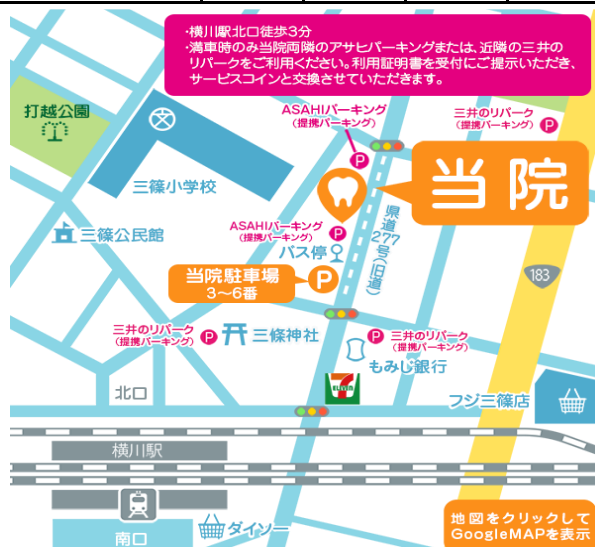 ・横川駅北口徒歩3分
・満車時のみ当院両隣のアサヒパーキングまたは、近隣の三井の
リパークをご利用ください。利用証明書を受付にご提示いただき、
サービスコインと交換させていただきます。
打越公園
ASAHIパーキング
(提携パーキング)
P
三井のリパーク
(提携パーキング)
P
当院
三篠小学校
三篠公民館
ASAHIパーキング
(提携パーキング)
P
バス停
県道277号(旧道)
当院駐車場
3〜6番
P
183
三井のリパーク
(提携パーキング)
P
三篠神社
P
三井のリパーク
(提携パーキング)
もみじ銀行
北口
ELEVEN
フジ三篠店
横川駅
南口
ダイソー
地図をクリックして
GoogleMAPを表示